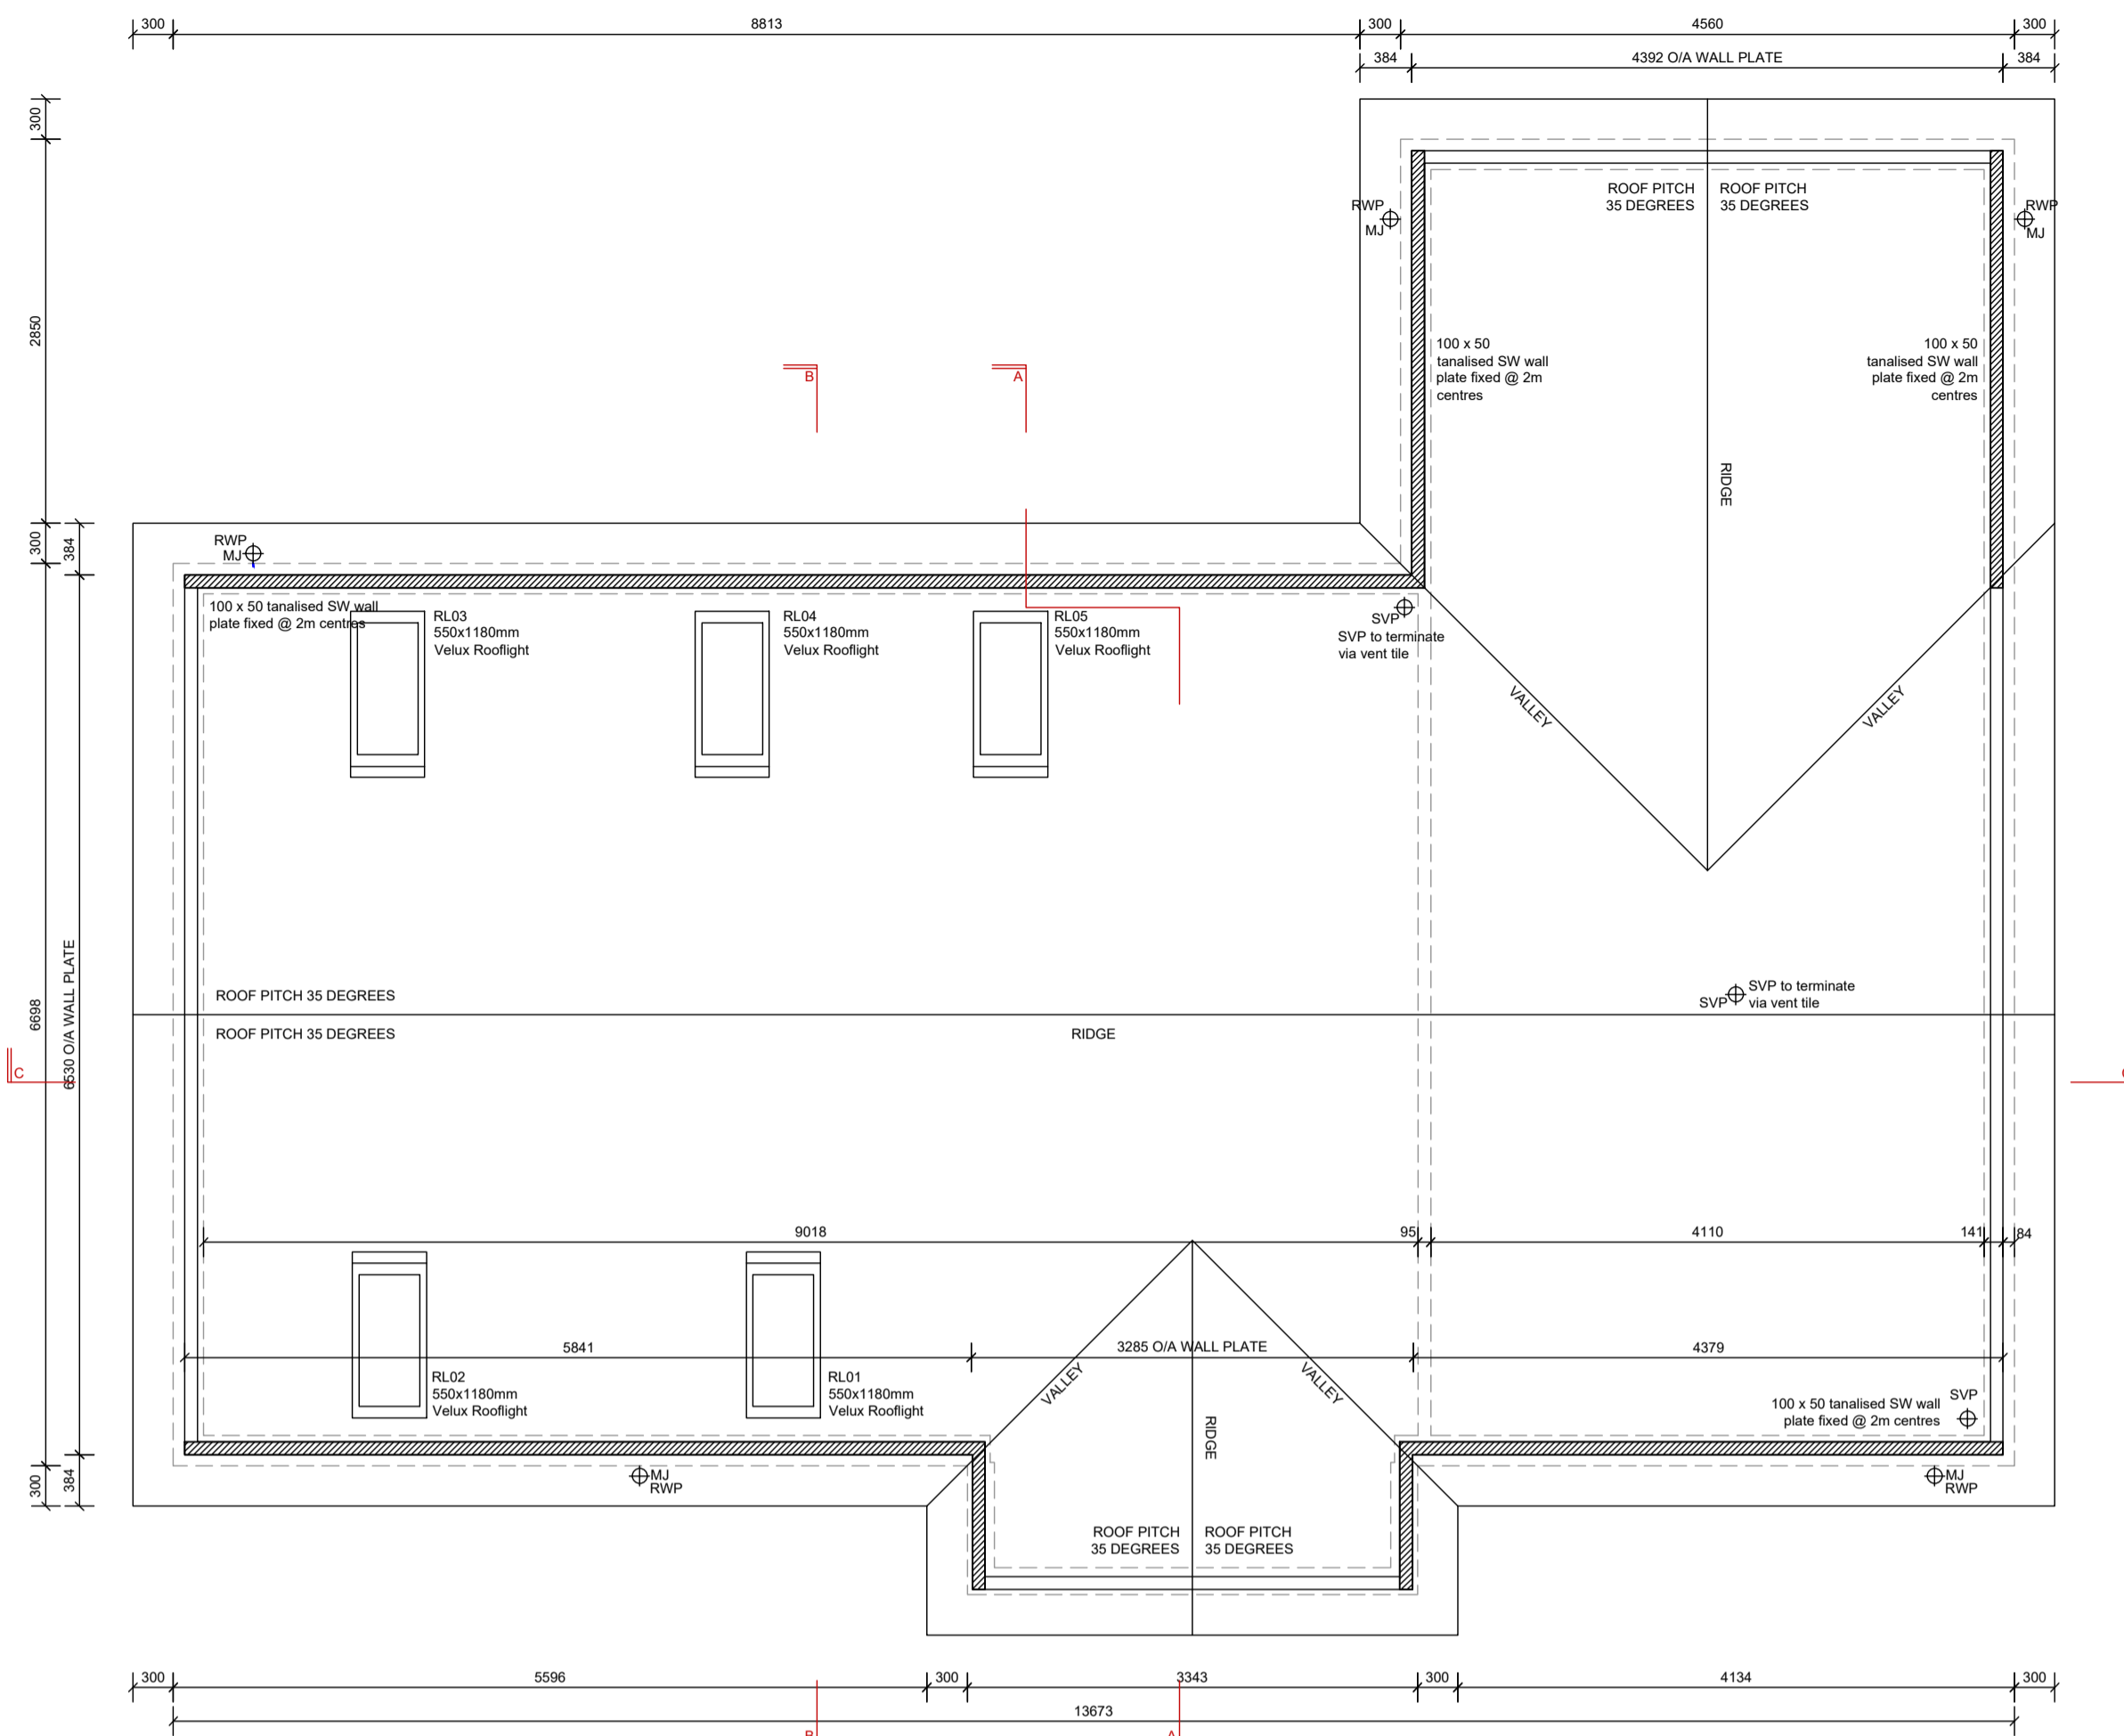 300
8813
300
4560
300
384
4392 O/A WALL PLATE
384
300
2850
300
384
6698
6530 O/A WALL PLATE
300
384
ROOF PITCH
35 DEGREES
ROOF PITCH
35 DEGREES
RWP
MJ
RWP
MJ
100 x 50
tanalised SW wall
plate fixed @ 2m
centres
100 x 50
tanalised SW wall
plate fixed @ 2m
centres
B
A
RIDGE
RWP
MJ
100 x 50 tanalised SW wall
plate fixed @ 2m centres
RL03
550x1180mm
Velux Rooflight
RL04
550x1180mm
Velux Rooflight
RL05
550x1180mm
Velux Rooflight
SVP
SVP to terminate
via vent tile
VALLEY
VALLEY
ROOF PITCH 35 DEGREES
ROOF PITCH 35 DEGREES
RIDGE
SVP
SVP to terminate
via vent tile
C
9018
95
4110
141
84
5841
3285 O/A WALL PLATE
4379
RL02
550x1180mm
Velux Rooflight
RL01
550x1180mm
Velux Rooflight
VALLEY
VALLEY
RIDGE
SVP
100 x 50 tanalised SW wall
plate fixed @ 2m centres
MJ
RWP
MJ
RWP
ROOF PITCH
35 DEGREES
ROOF PITCH
35 DEGREES
300
5596
300
3343
300
4134
300
13673
B
A